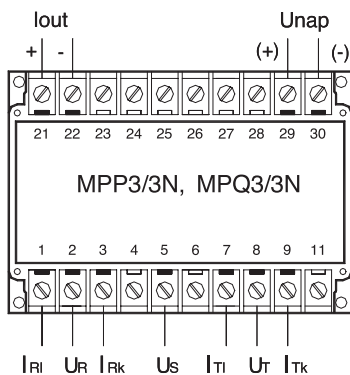 Iout Unap
+ - (+) (-)
21 22 23 24 25 26 27 28 29 30
MPP3/3N, MPQ3/3N
1 2 3 4 5 6 7 8 9 11
IRl UR IRk US ITl UT ITk